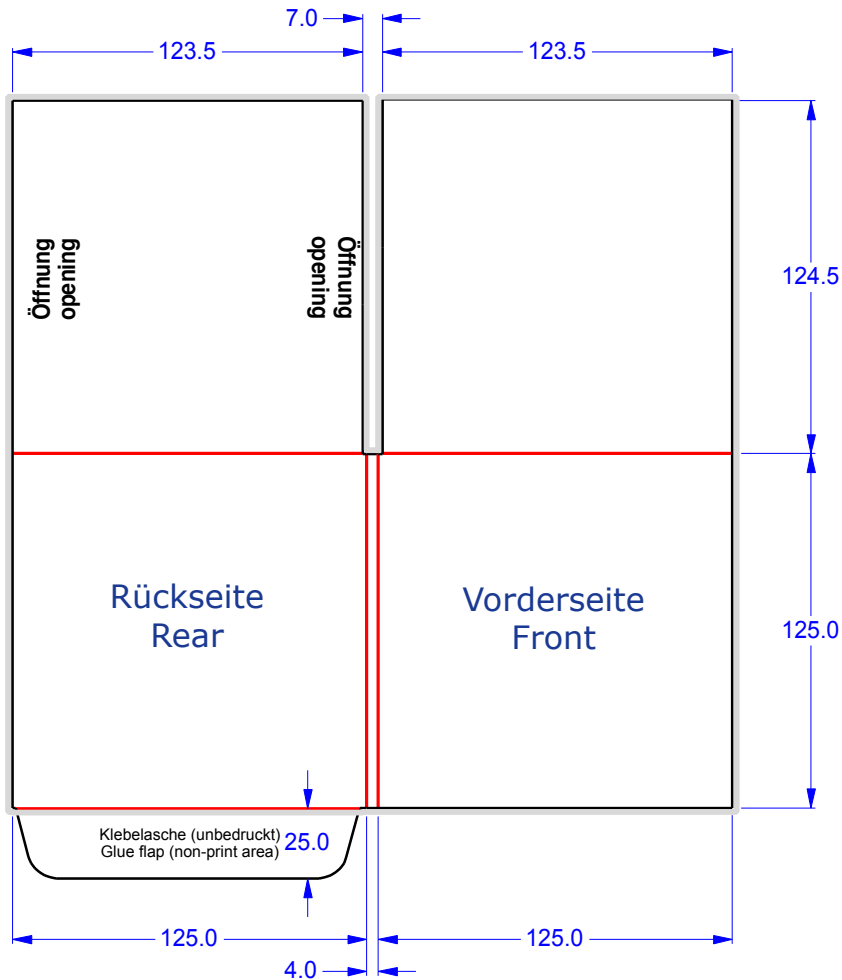 7.0
123.5
123.5
Öffnung
opening
Öffnung
opening
124.5
Rückseite
Rear
Vorderseite
Front
125.0
Klebelasche (unbedruckt)
Glue flap (non-print area)
25.0
125.0
125.0
4.0